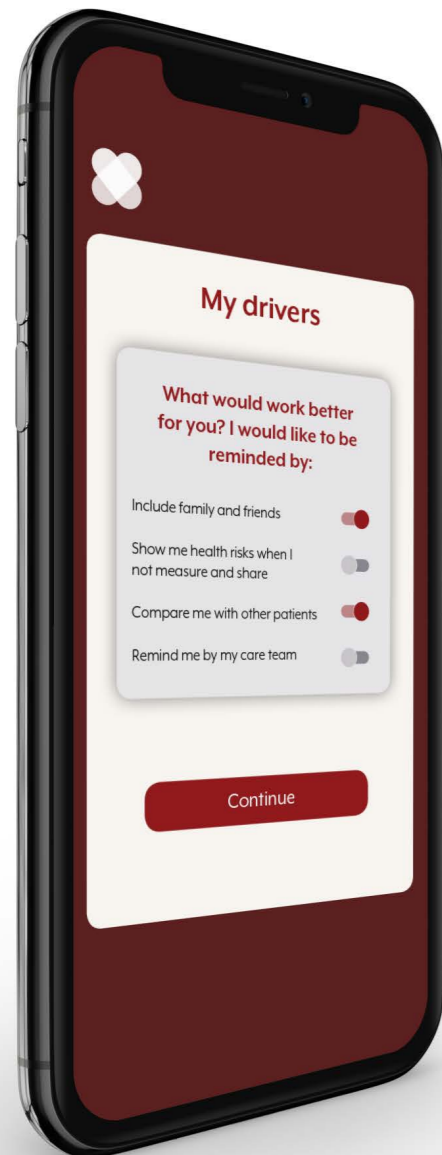 My drivers
What would work better
for you? I would like to be
reminded by:
Include family and friends
Show me health risks when I
not measure and share
Compare me with other patients
Remind me by my care team
Continue